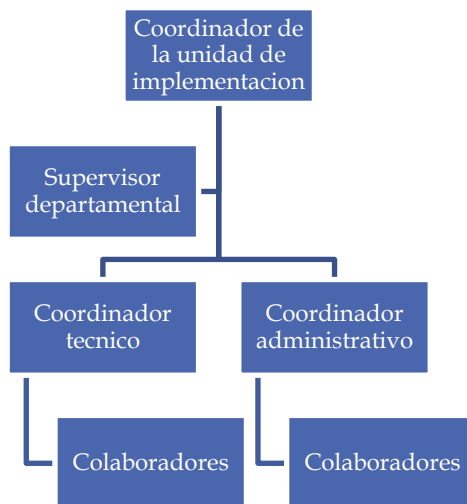 Coordinador de
la unidad de
implementacion
Supervisor
departamental
Coordinador
tecnico
Coordinador
administrativo
Colaboradores
Colaboradores